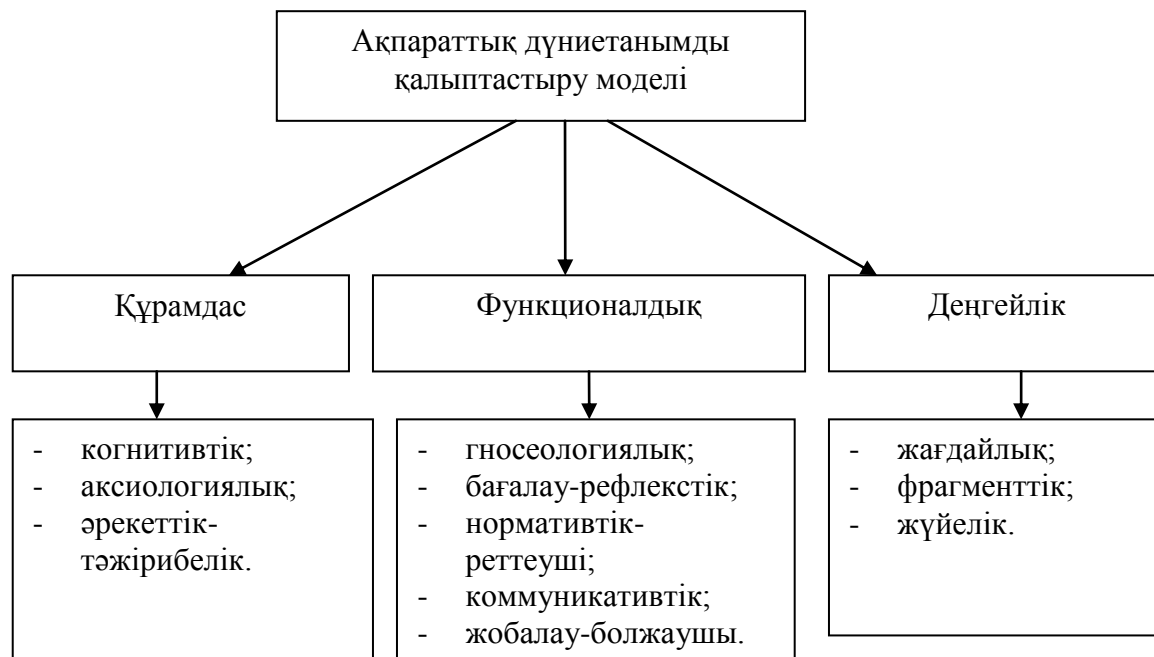 Ақпараттық дүниетанымды
қалыптастыру моделі
Құрамдас
Функционалдық
Деңгейлік
- когнитивтік;
- аксиологиялық;
- әрекеттік-
тәжірибелік.
- гносеологиялық;
- бағалау-рефлекстік;
- нормативтік-
реттеуші;
- коммуникативтік;
- жобалау-болжаушы.
- жағдайлық;
- фрагменттік;
- жүйелік.